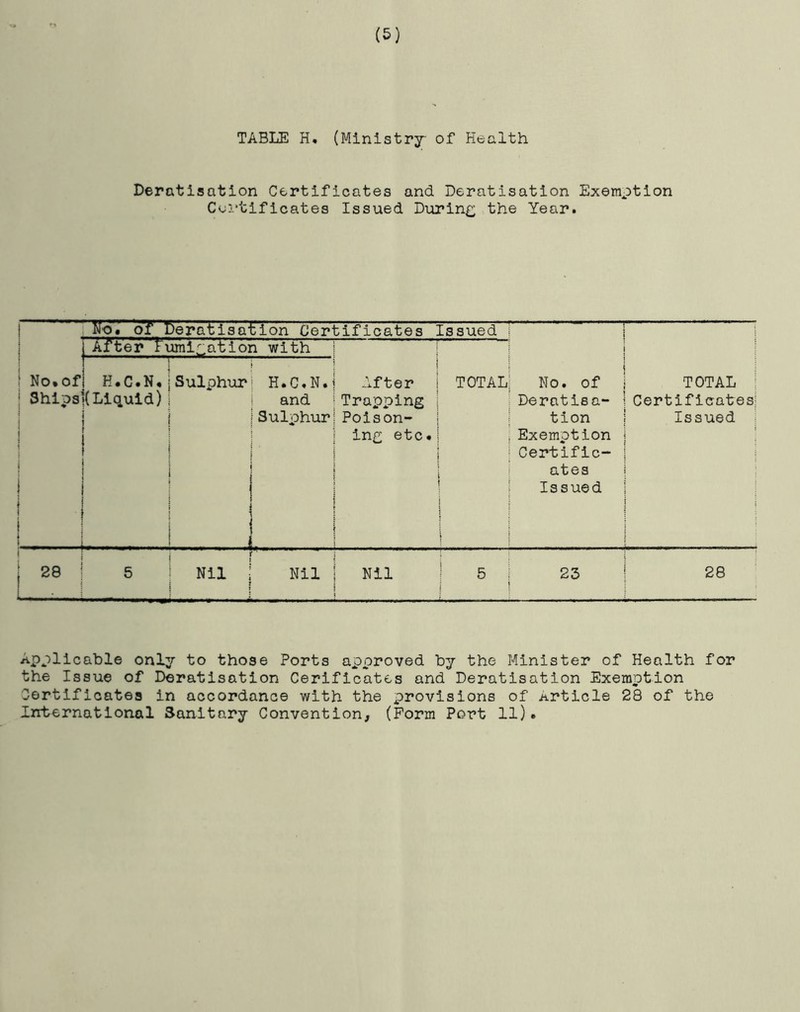 (5)
TABLE H. (Ministry of Health
Deratisation Certificates and Deratisation Exemption
Certificates Issued During the Year.
No. of Deratisation Certificates Issued
After Fumigation with
No.of H.C.N. Sulphur H.C.N. After TOTAL No. of TOTAL
Ships (Liquid) and Trapping Deratisa- Certificates
Sulphur Poison- tion Issued
ing etc. Exemption
Certific-
ates
Issued
28 5 Nil Nil Nil 5 23 28
Applicable only to those Ports approved by the Minister of Health for
the Issue of Deratisation Cerificates and Deratisation Exemption
Certificates in accordance with the provisions of Article 28 of the
International Sanitary Convention, (Form Port 11).